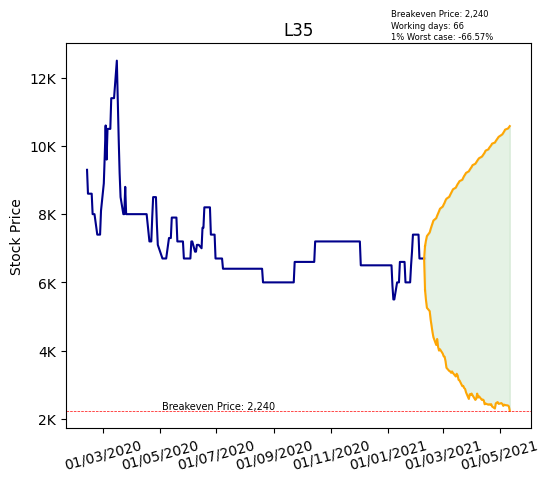 Breakeven Price: 2,240
Working days: 66
1% Worst case: -66.57%
L35
Stock Price
12K
10K
8K
6K
4K
2K
Breakeven Price: 2,240
01/03/2020
01/05/2020
01/07/2020
01/09/2020
01/11/2020
01/01/2021
01/03/2021
01/05/2021